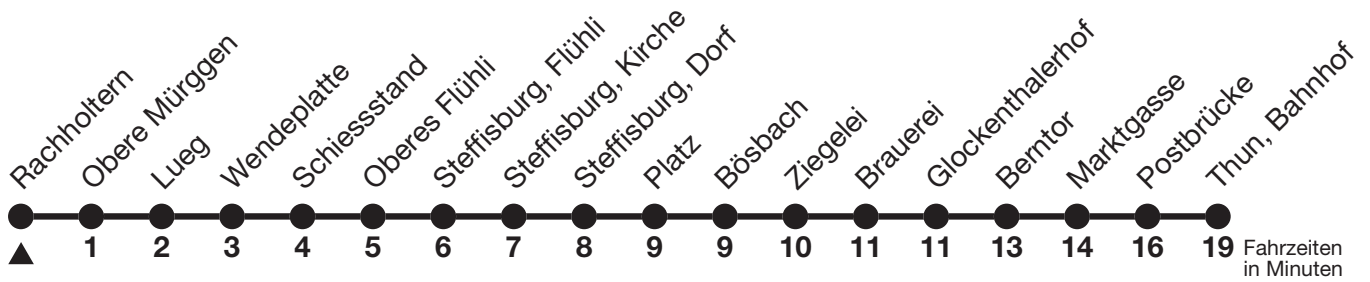 Rachholtern
Obere Mürggen
Lueg
Wendeplatte
Schiessstand
Oberes Flühli
Steffisburg, Flühli
Steffisburg, Kirche
Steffisburg, Dorf
Platz
Bösbach
Ziegelei
Brauerei
Glockenthalerhof
Berntor
Marktgasse
Postbrücke
Thun, Bahnhof
1 2 3 4 5 6 7 8 9 9 10 11 11 13 14 16 19 Fahrzeiten
in Minuten